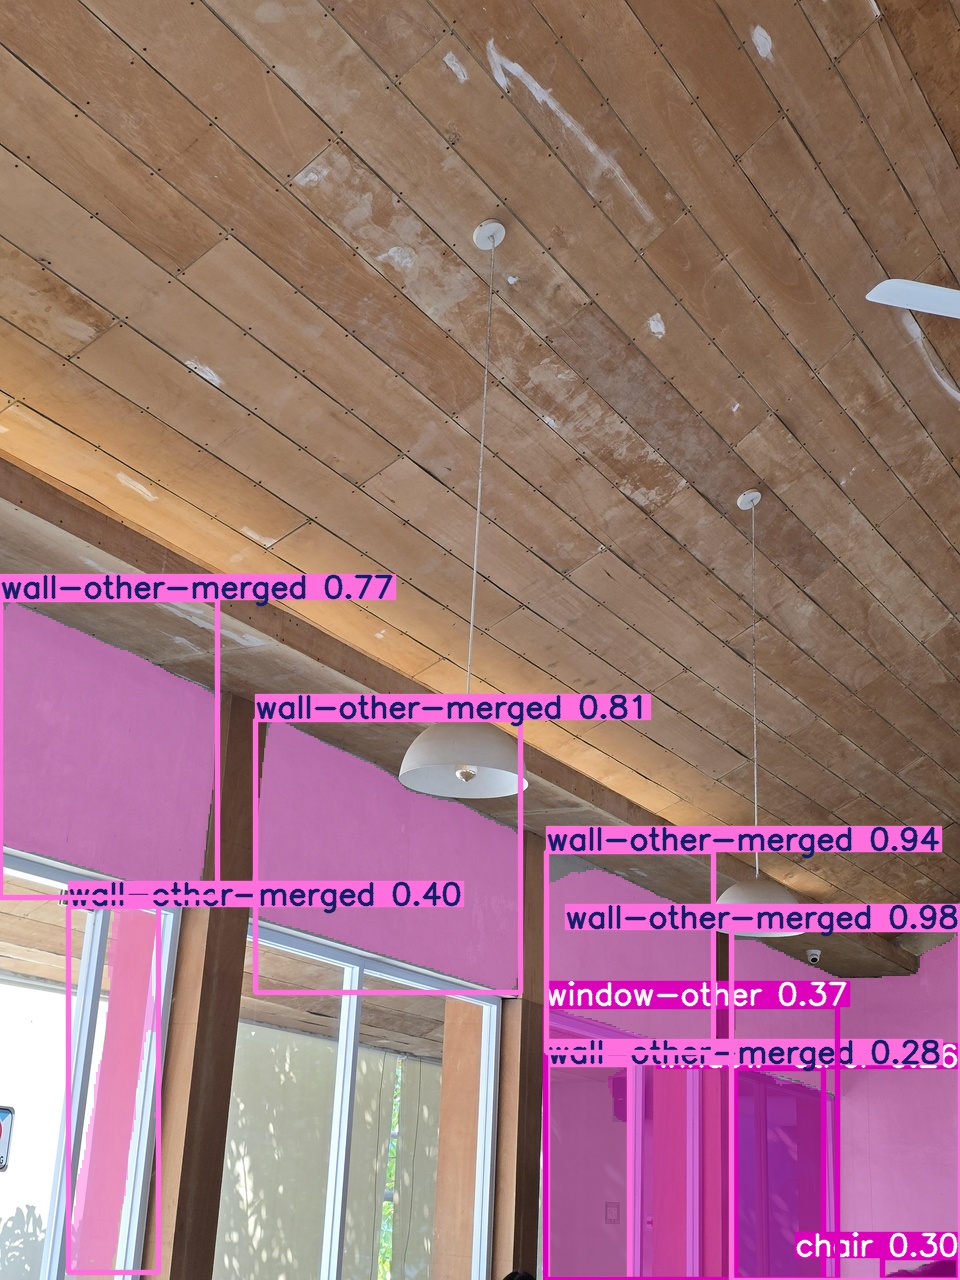 wall-other-merged 0.77
wall-other-merged 0.81
wall-other-merged 0.94
wall-other-merged 0.40
wall-other-merged 0.98
window-other 0.37
wall-other-merged 0.28
chair 0.30